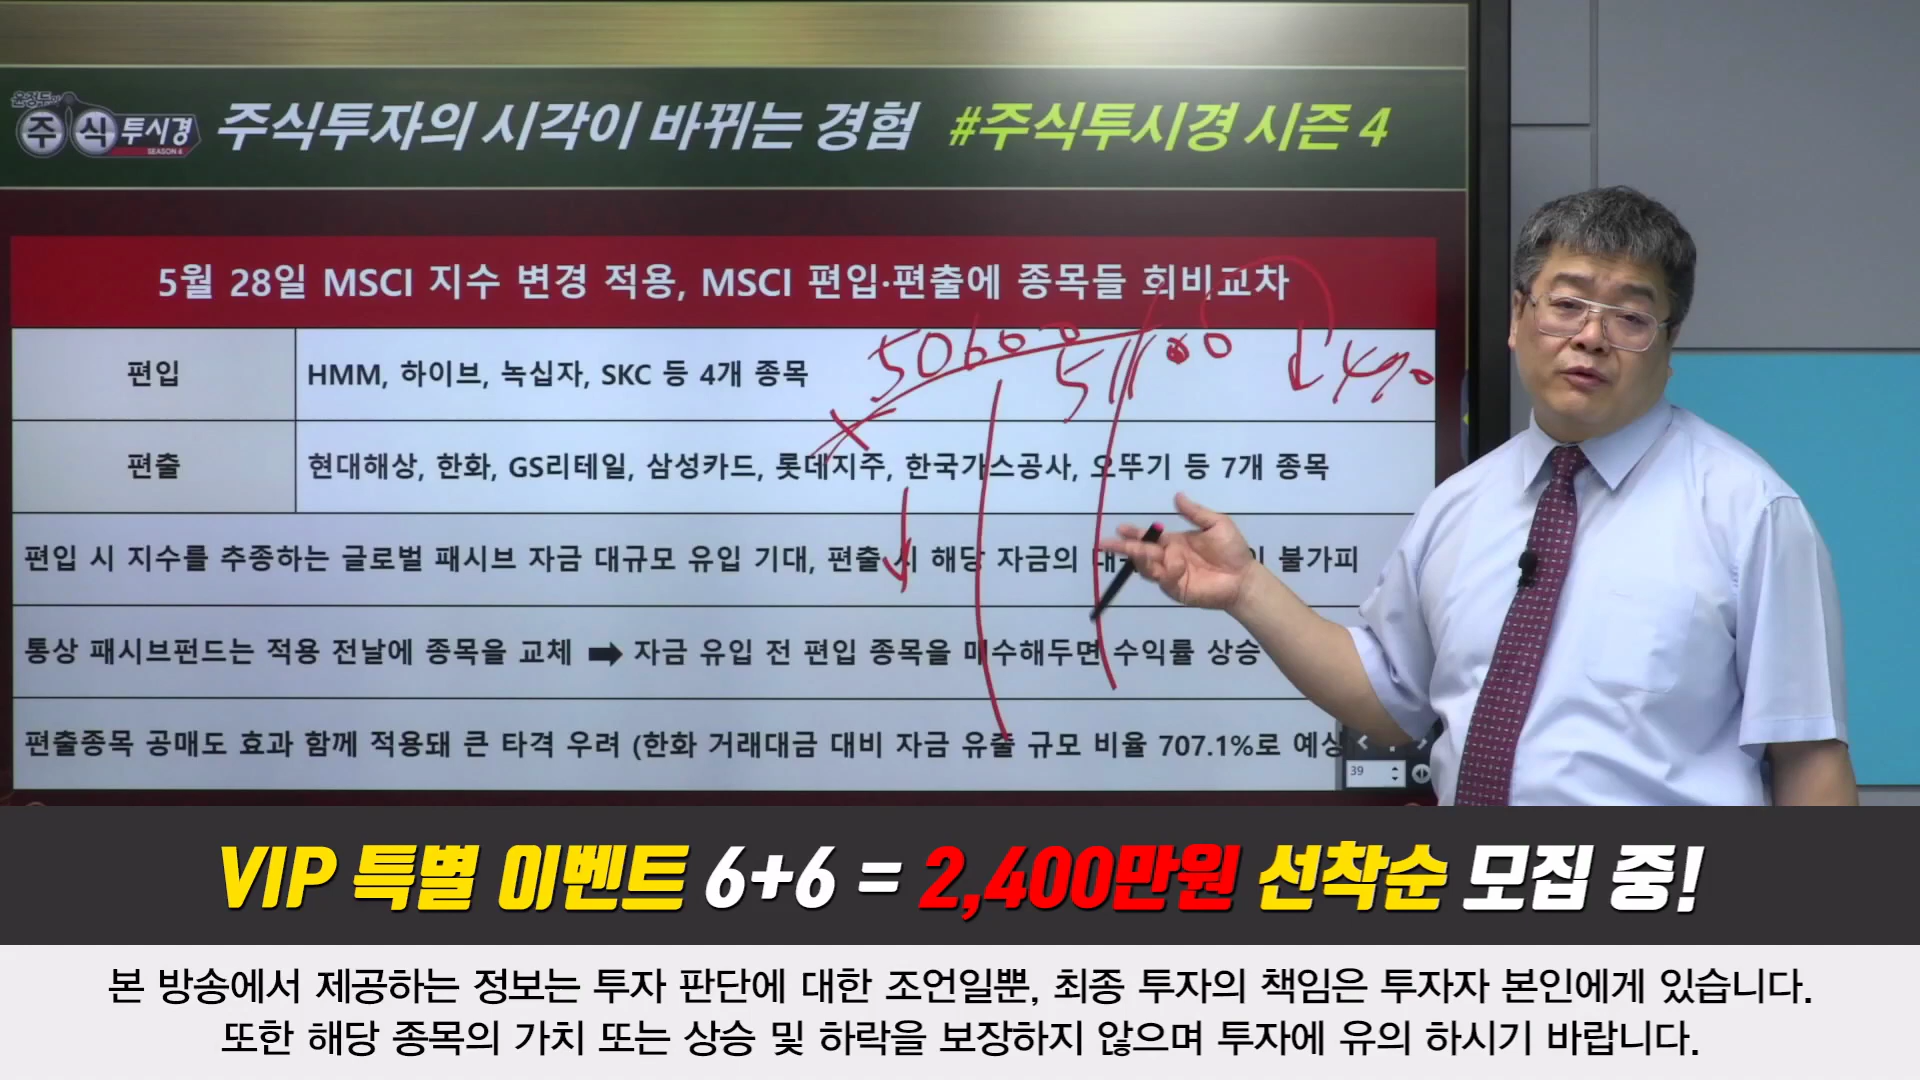 윤정두의
주식투시경
SEASON 4
주식투자의 시각이 바뀌는 경험 #주식투시경 시즌 4
5월 28일 MSCI 지수 변경 적용, MSCI 편입·편출에 종목들 희비교차
50600 5100 ↓4%
편입 HMM, 하이브, 녹십자, SKC 등 4개 종목
편출 현대해상, 한화, GS리테일, 삼성카드, 롯데지주, 한국가스공사, 오뚜기 등 7개 종목
편입 시 지수를 추종하는 글로벌 패시브 자금 대규모 유입 기대, 편출 시 해당 자금의 불가피
통상 패시브펀드는 적용 전날에 종목을 교체 ➡ 자금 유입 전 편입 종목을 매수해두면 수익률 상승
편출종목 공매도 효과 함께 적용돼 큰 타격 우려 (한화 거래대금 대비 자금 유출 규모 비율 707.1%로 예상
39
VIP 특별 이벤트 6+6 = 2,400만원 선착순 모집 중!
본 방송에서 제공하는 정보는 투자 판단에 대한 조언일뿐, 최종 투자의 책임은 투자자 본인에게 있습니다.
또한 해당 종목의 가치 또는 상승 및 하락을 보장하지 않으며 투자에 유의 하시기 바랍니다.